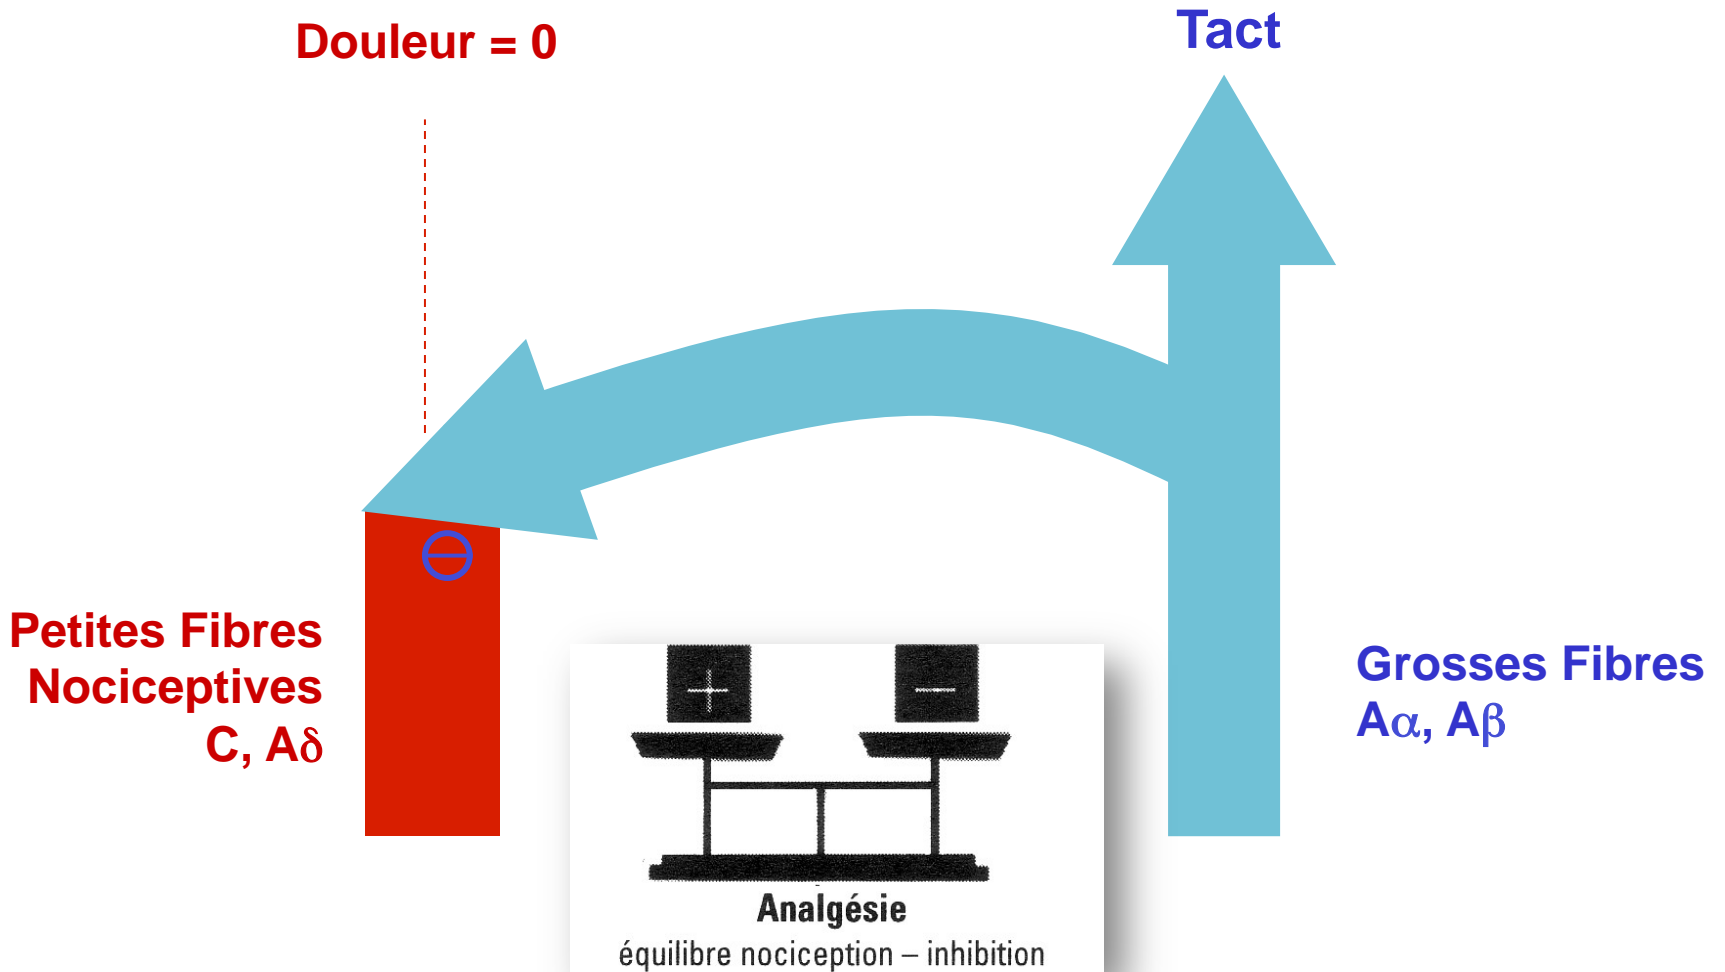 Douleur = 0
Tact
Petites Fibres
Nociceptives
C, Aδ
Grosses Fibres
Aα, Aβ
+
−
Analgésie
équilibre nociception – inhibition